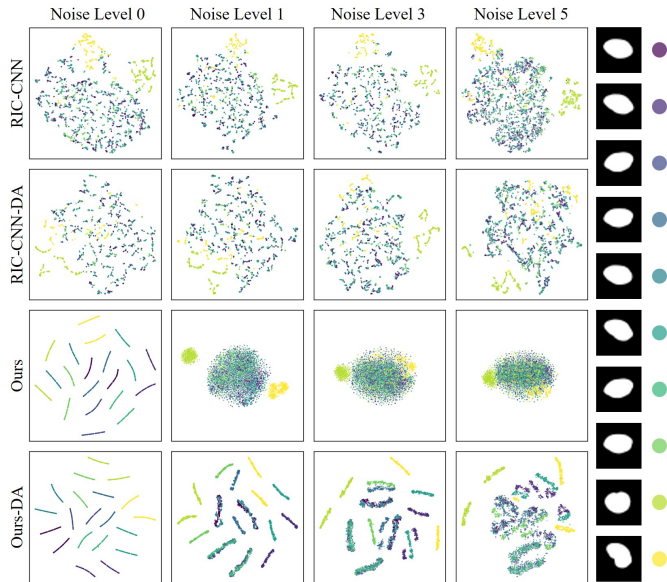 Noise Level 0 Noise Level 1 Noise Level 3 Noise Level 5
RIC-CNN
RIC-CNN-DA
Ours
Ours-DA